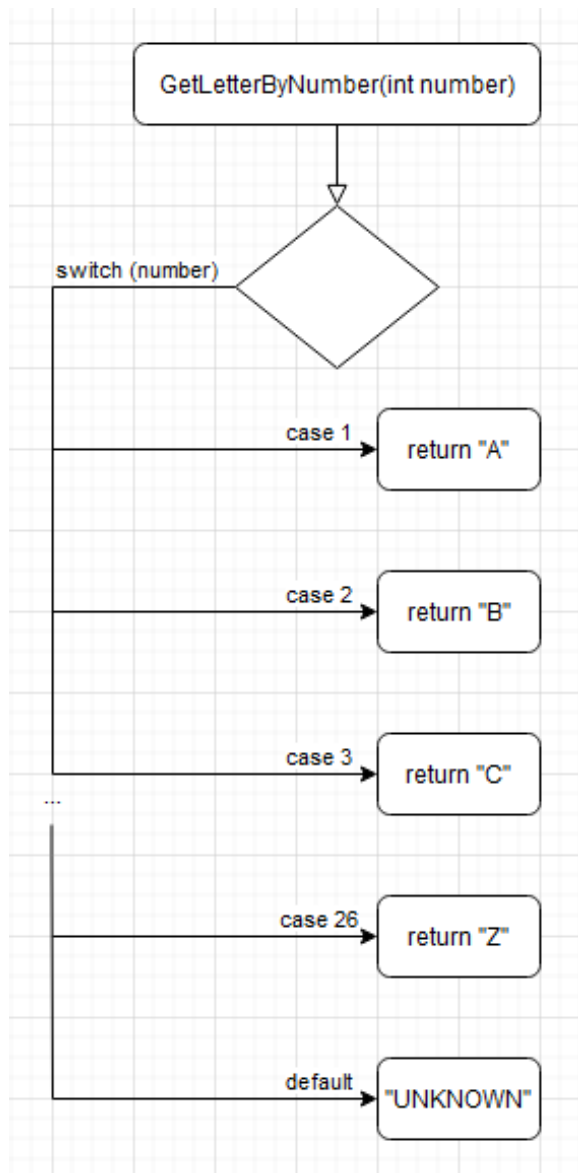 GetLetterByNumber(int number)
switch (number)
case 1
return "A"
case 2
return "B"
case 3
return "C"
...
case 26
return "Z"
default
"UNKNOWN"